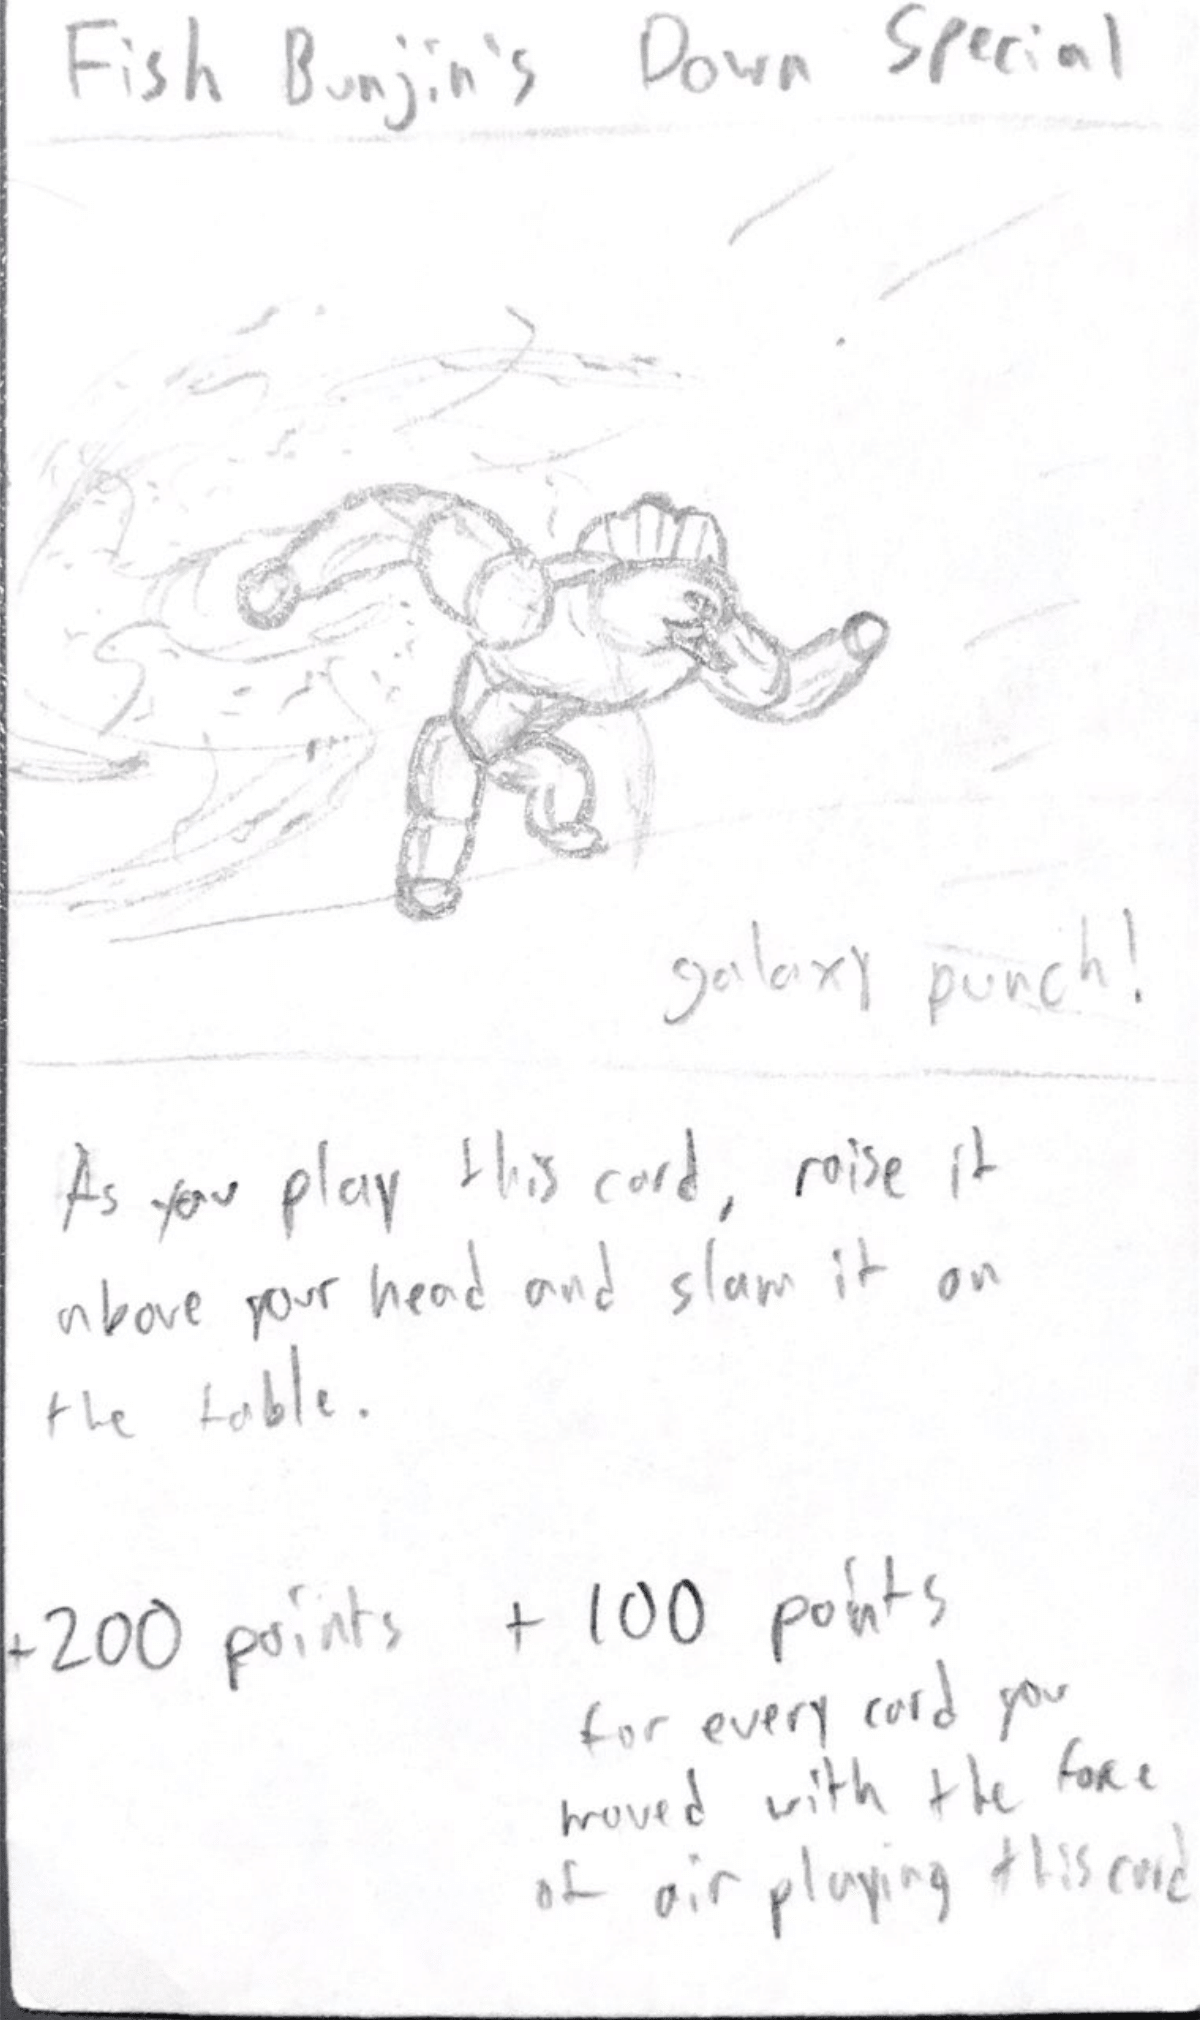 Fish Bunjin's Down Special
galaxy punch!
As you play this card, raise it
above your head and slam it on
the table.
+200 points + 100 points
for every card you
moved with the force
of air playing this card